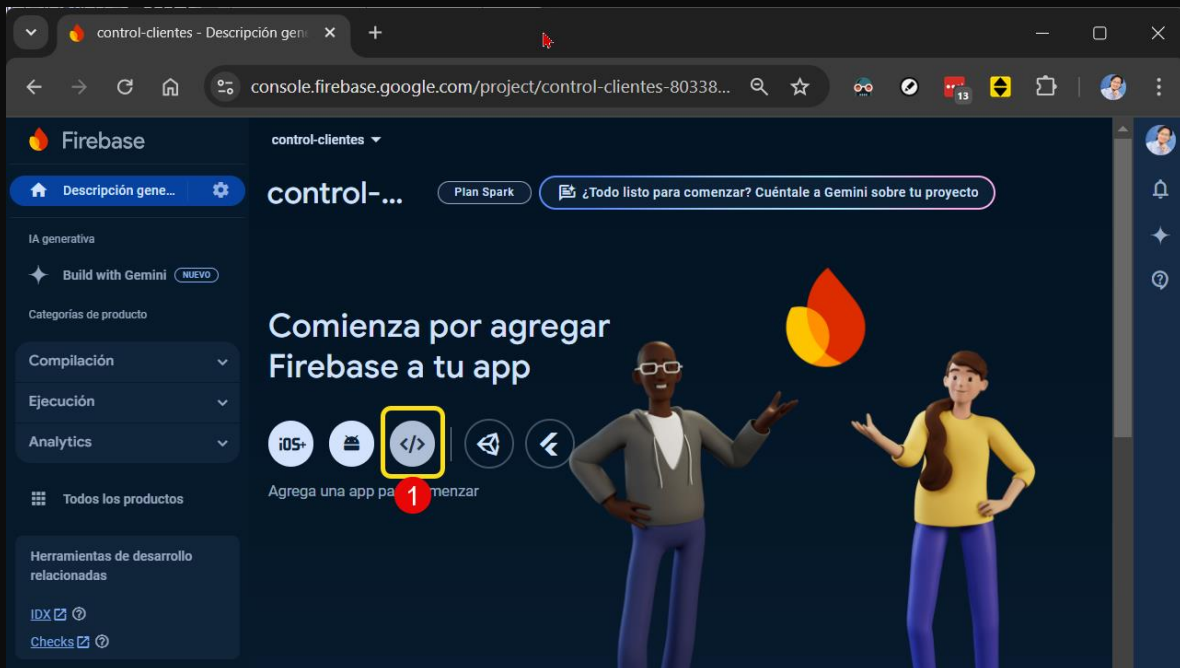 control-clientes - Descripción gen
console.firebase.google.com/project/control-clientes-80338...
13
Firebase
control-clientes
Descripción gene...
control-...
Plan Spark
¿Todo listo para comenzar? Cuéntale a Gemini sobre tu proyecto
IA generativa
Build with Gemini NUEVO
Categorías de producto
Compilación
Ejecución
Analytics
Todos los productos
Herramientas de desarrollo
relacionadas
IDX
Checks
Comienza por agregar
Firebase a tu app
iOS+
</>
Agrega una app menzar
1